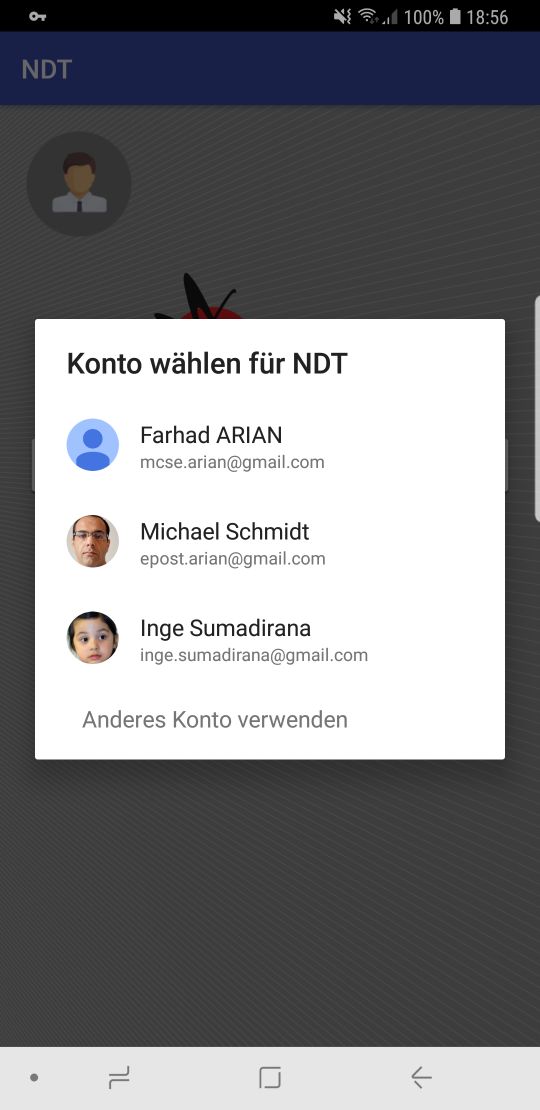 100% 18:56
NDT
Konto wählen für NDT
Farhad ARIAN
mcse.arian@gmail.com
Michael Schmidt
epost.arian@gmail.com
Inge Sumadirana
inge.sumadirana@gmail.com
Anderes Konto verwenden